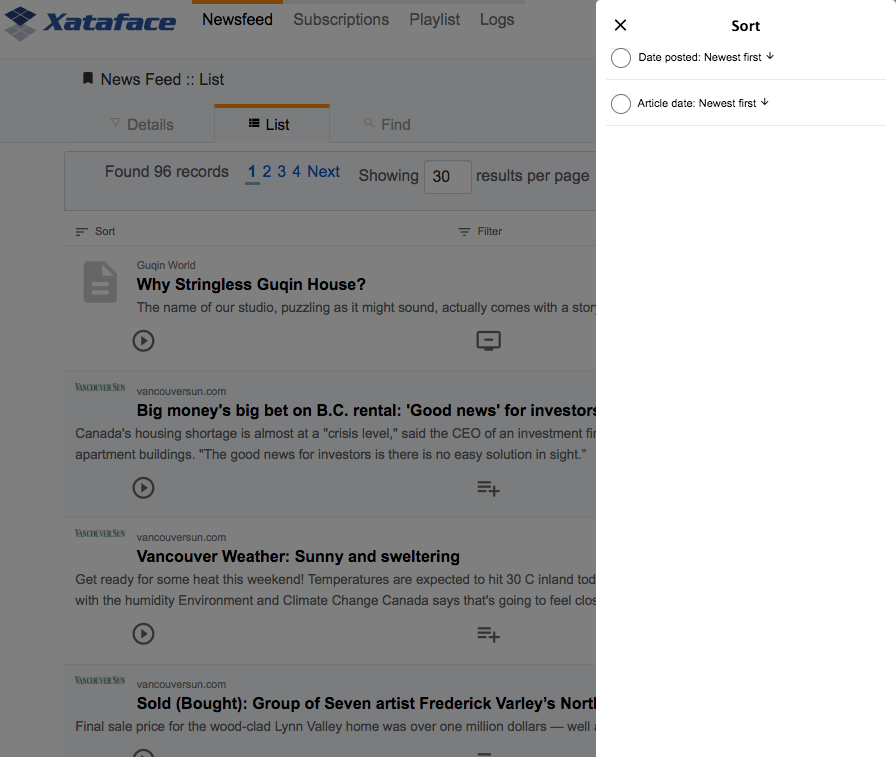 Xataface
Newsfeed Subscriptions Playlist Logs
News Feed :: List
Details List Find
Found 96 records 1 2 3 4 Next Showing 30 results per page
Sort Filter
Guqin World
Why Stringless Guqin House?
The name of our studio, puzzling as it might sound, actually comes with a story
VANCOUVER SUN
vancouversun.com
Big money's big bet on B.C. rental: 'Good news' for investors
Canada's housing shortage is almost at a "crisis level," said the CEO of an investment
apartment buildings. "The good news for investors is there is no easy solution in sight."
VANCOUVER SUN
vancouversun.com
Vancouver Weather: Sunny and sweltering
Get ready for some heat this weekend! Temperatures are expected to hit 30 C inland tod
with the humidity Environment and Climate Change Canada says that's going to feel clos
VANCOUVER SUN
vancouversun.com
Sold (Bought): Group of Seven artist Frederick Varley’s North
Final sale price for the wood-clad Lynn Valley home was over one million dollars — well
Sort
Date posted: Newest first
Article date: Newest first